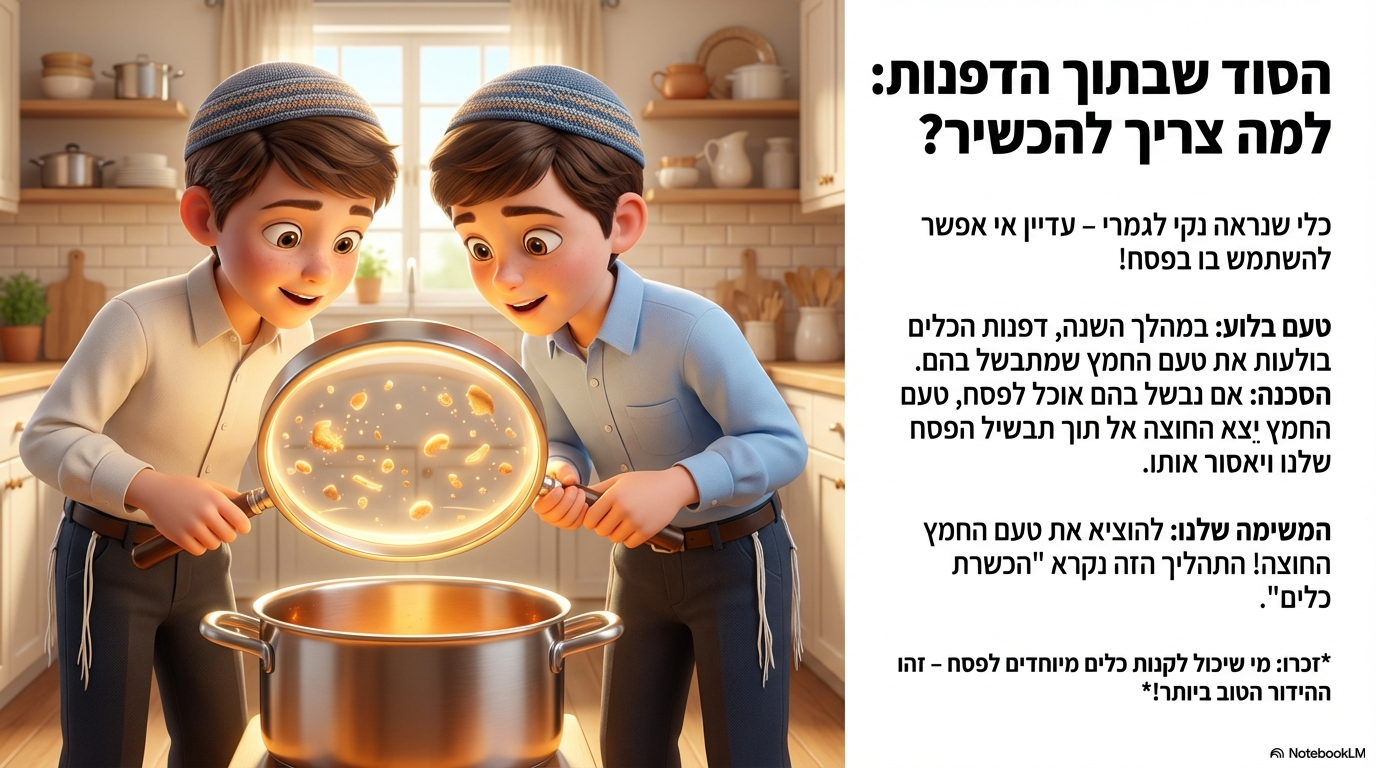 הסוד שבתוך הדפנות:
למה צריך להכשיר?
כלי שנראה נקי לגמרי – עדיין אי אפשר
להשתמש בו בפסח!
טעם בלוע: במהלך השנה, דפנות הכלים
בולעות את טעם החמץ שמתבשל בהם.
הסכנה: אם נבשל בהם אוכל לפסח, טעם
החמץ יֵצא החוצה אל תוך תבשיל הפסח
שלנו ויאסור אותו.
המשימה שלנו: להוציא את טעם החמץ
החוצה! התהליך הזה נקרא "הכשרת
כלים".
*זכרו: מי שיכול לקנות כלים מיוחדים לפסח – זהו
ההידור הטוב ביותר!*
NotebookLM